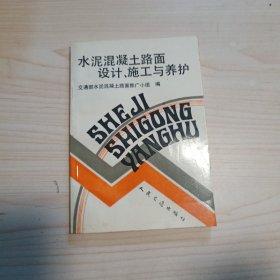 水泥混凝土路面
设计、施工与养护
交通部水泥混凝土路面推广小组 编
SHEJI
SHIGONG
YANGHU
人民交通出版社